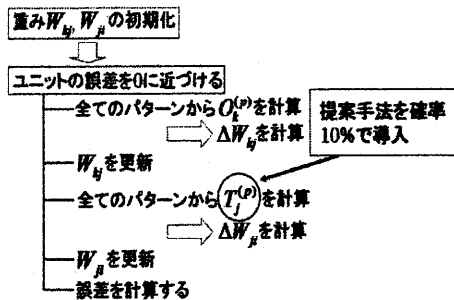 重みW_kj, W_jiの初期化
ユニットの誤差を0に近づける
全てのパターンからO_k^(p)を計算
ΔW_kjを計算
W_kjを更新
全てのパターンからT_j^(p)を計算
ΔW_jiを計算
W_jiを更新
誤差を計算する
提案手法を確率
10%で導入